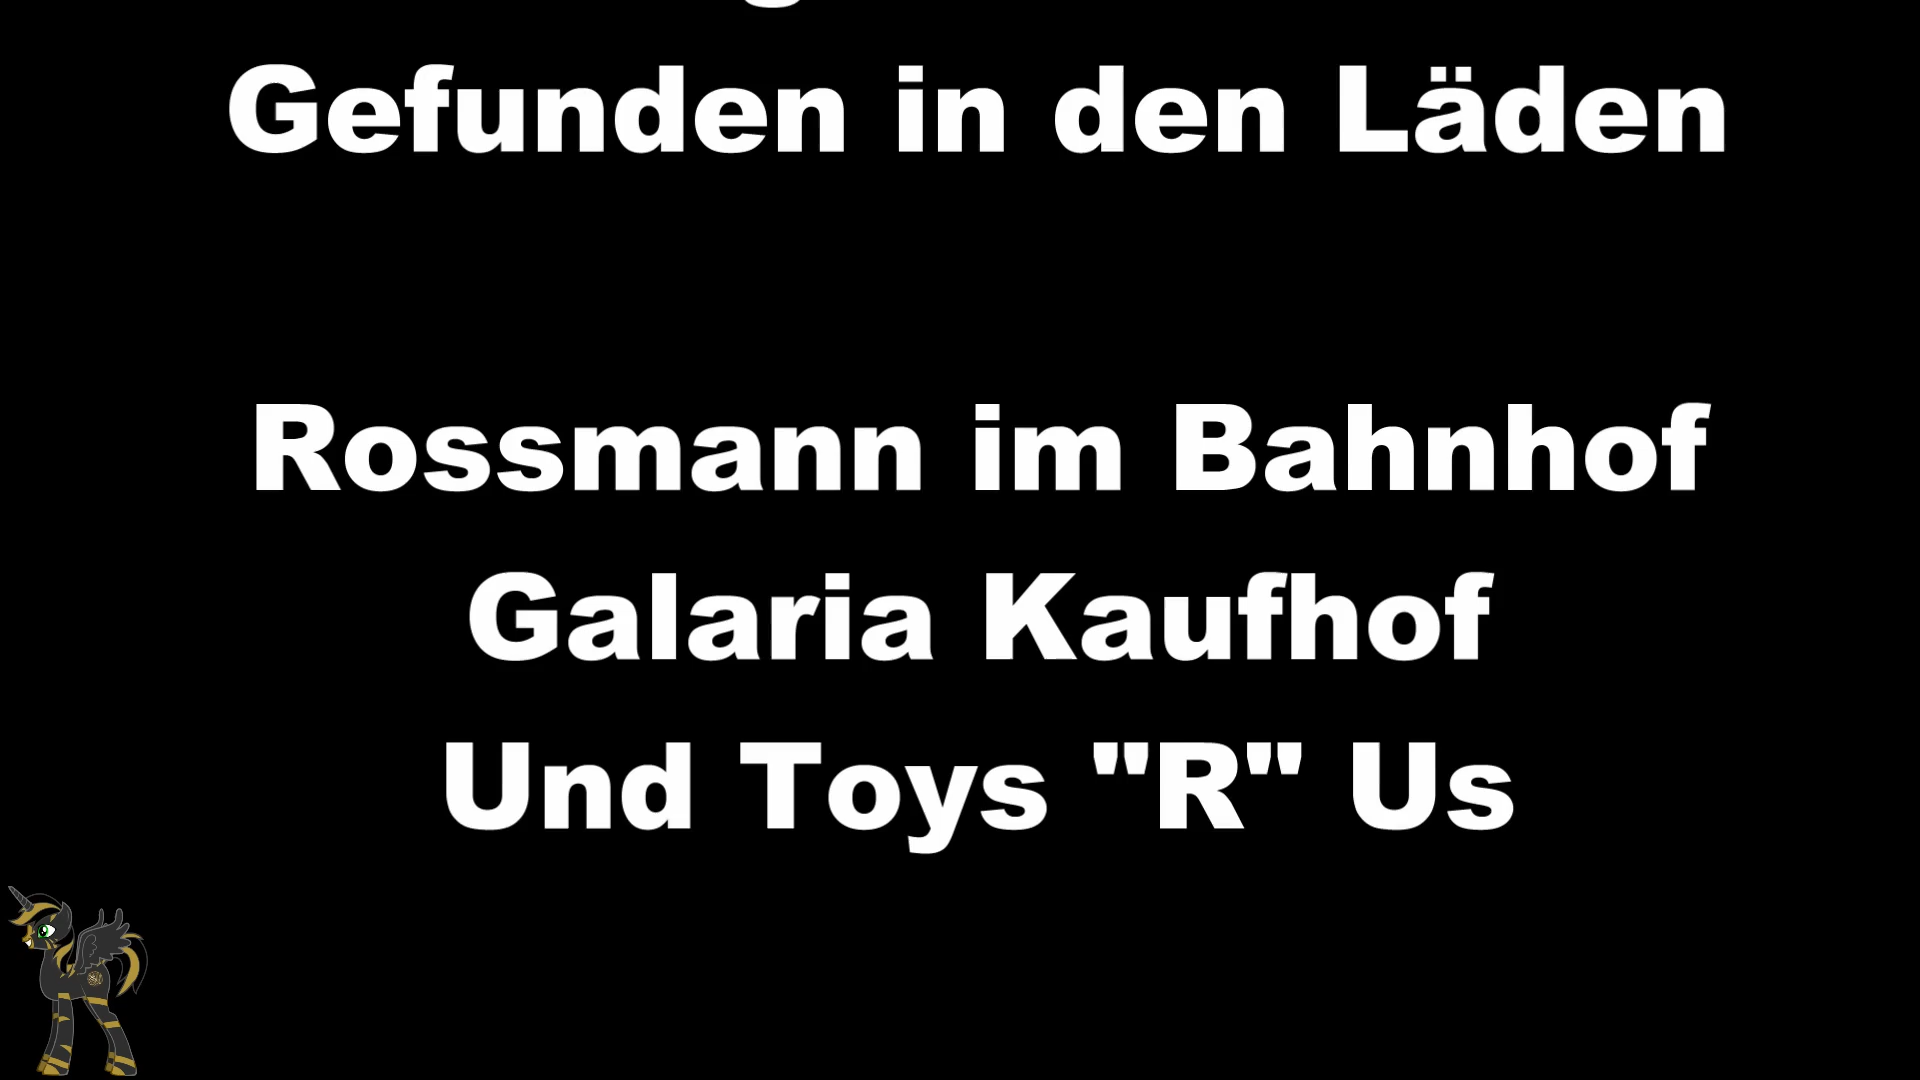 Gefunden in den Läden
Rossmann im Bahnhof
Galaria Kaufhof
Und Toys "R" Us